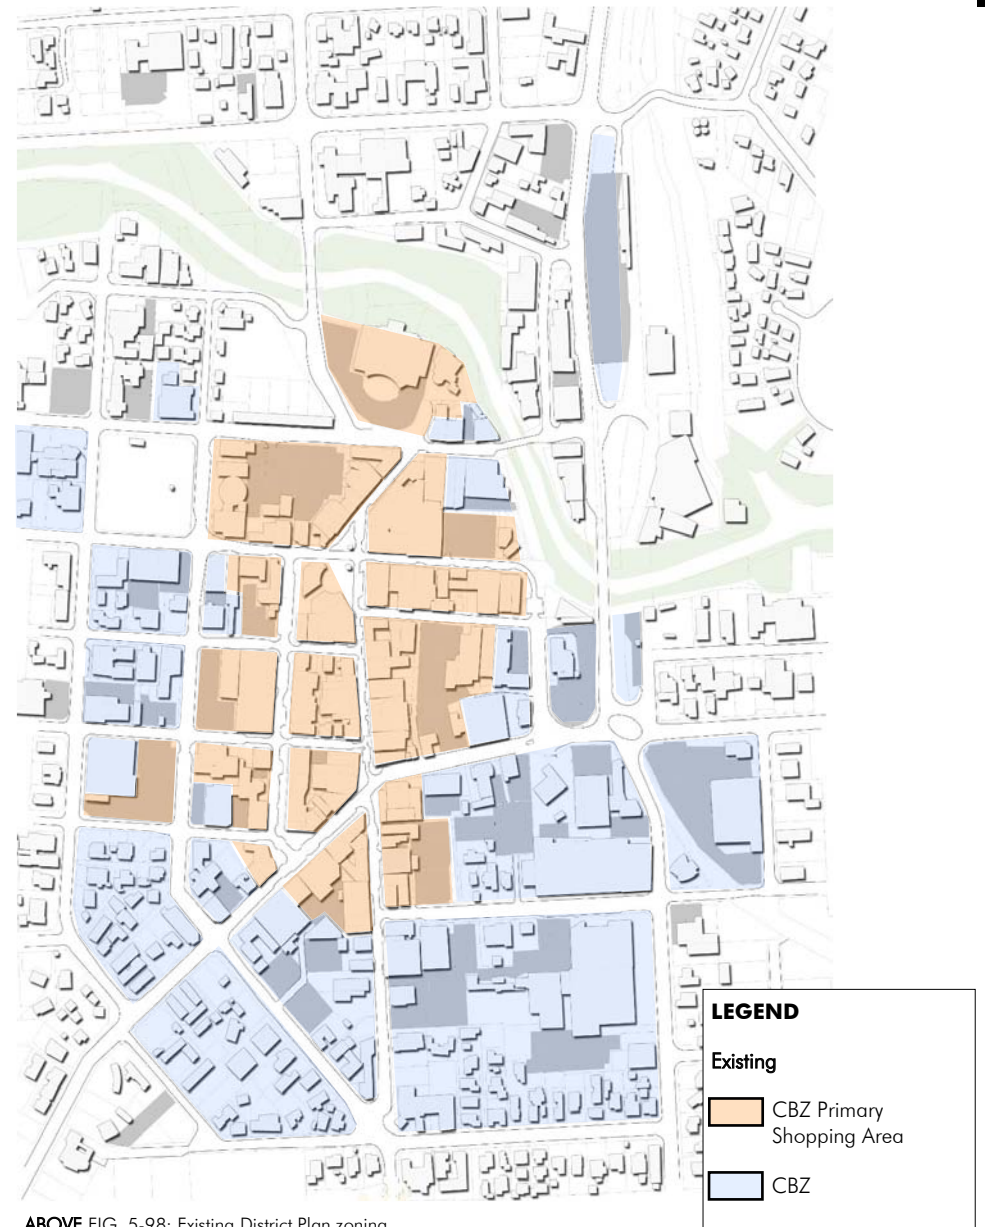 LEGEND
Existing
CBZ Primary
Shopping Area
CBZ
ABOVE FIG. 5-98: Existing District Plan zoning